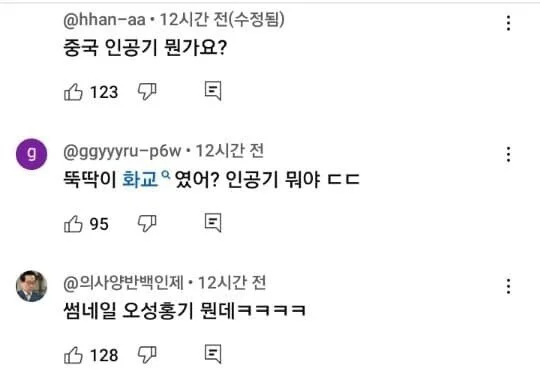 @hhan-aa • 12시간 전(수정됨)
중국 인공기 뭔가요?
123
g
@ggyyyru-p6w • 12시간 전
뚝딱이 화교 였어? 인공기 뭐야 ㄷㄷ
95
@의사양반백인제 • 12시간 전
썸네일 오성홍기 뭔데ㅋㅋㅋㅋ
128